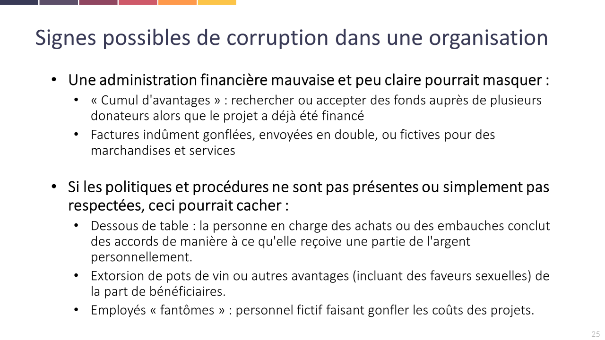 Signes possibles de corruption dans une organisation
• Une administration financière mauvaise et peu claire pourrait masquer :
• « Cumul d'avantages » : rechercher ou accepter des fonds auprès de plusieurs
donateurs alors que le projet a déjà été financé
• Factures indûment gonflées, envoyées en double, ou fictives pour des
marchandises et services
• Si les politiques et procédures ne sont pas présentes ou simplement pas
respectées, ceci pourrait cacher :
• Dessous de table : la personne en charge des achats ou des embauches conclut
des accords de manière à ce qu'elle reçoive une partie de l'argent
personnellement.
• Extorsion de pots de vin ou autres avantages (incluant des faveurs sexuelles) de
la part de bénéficiaires.
• Employés « fantômes » : personnel fictif faisant gonfler les coûts des projets.
25